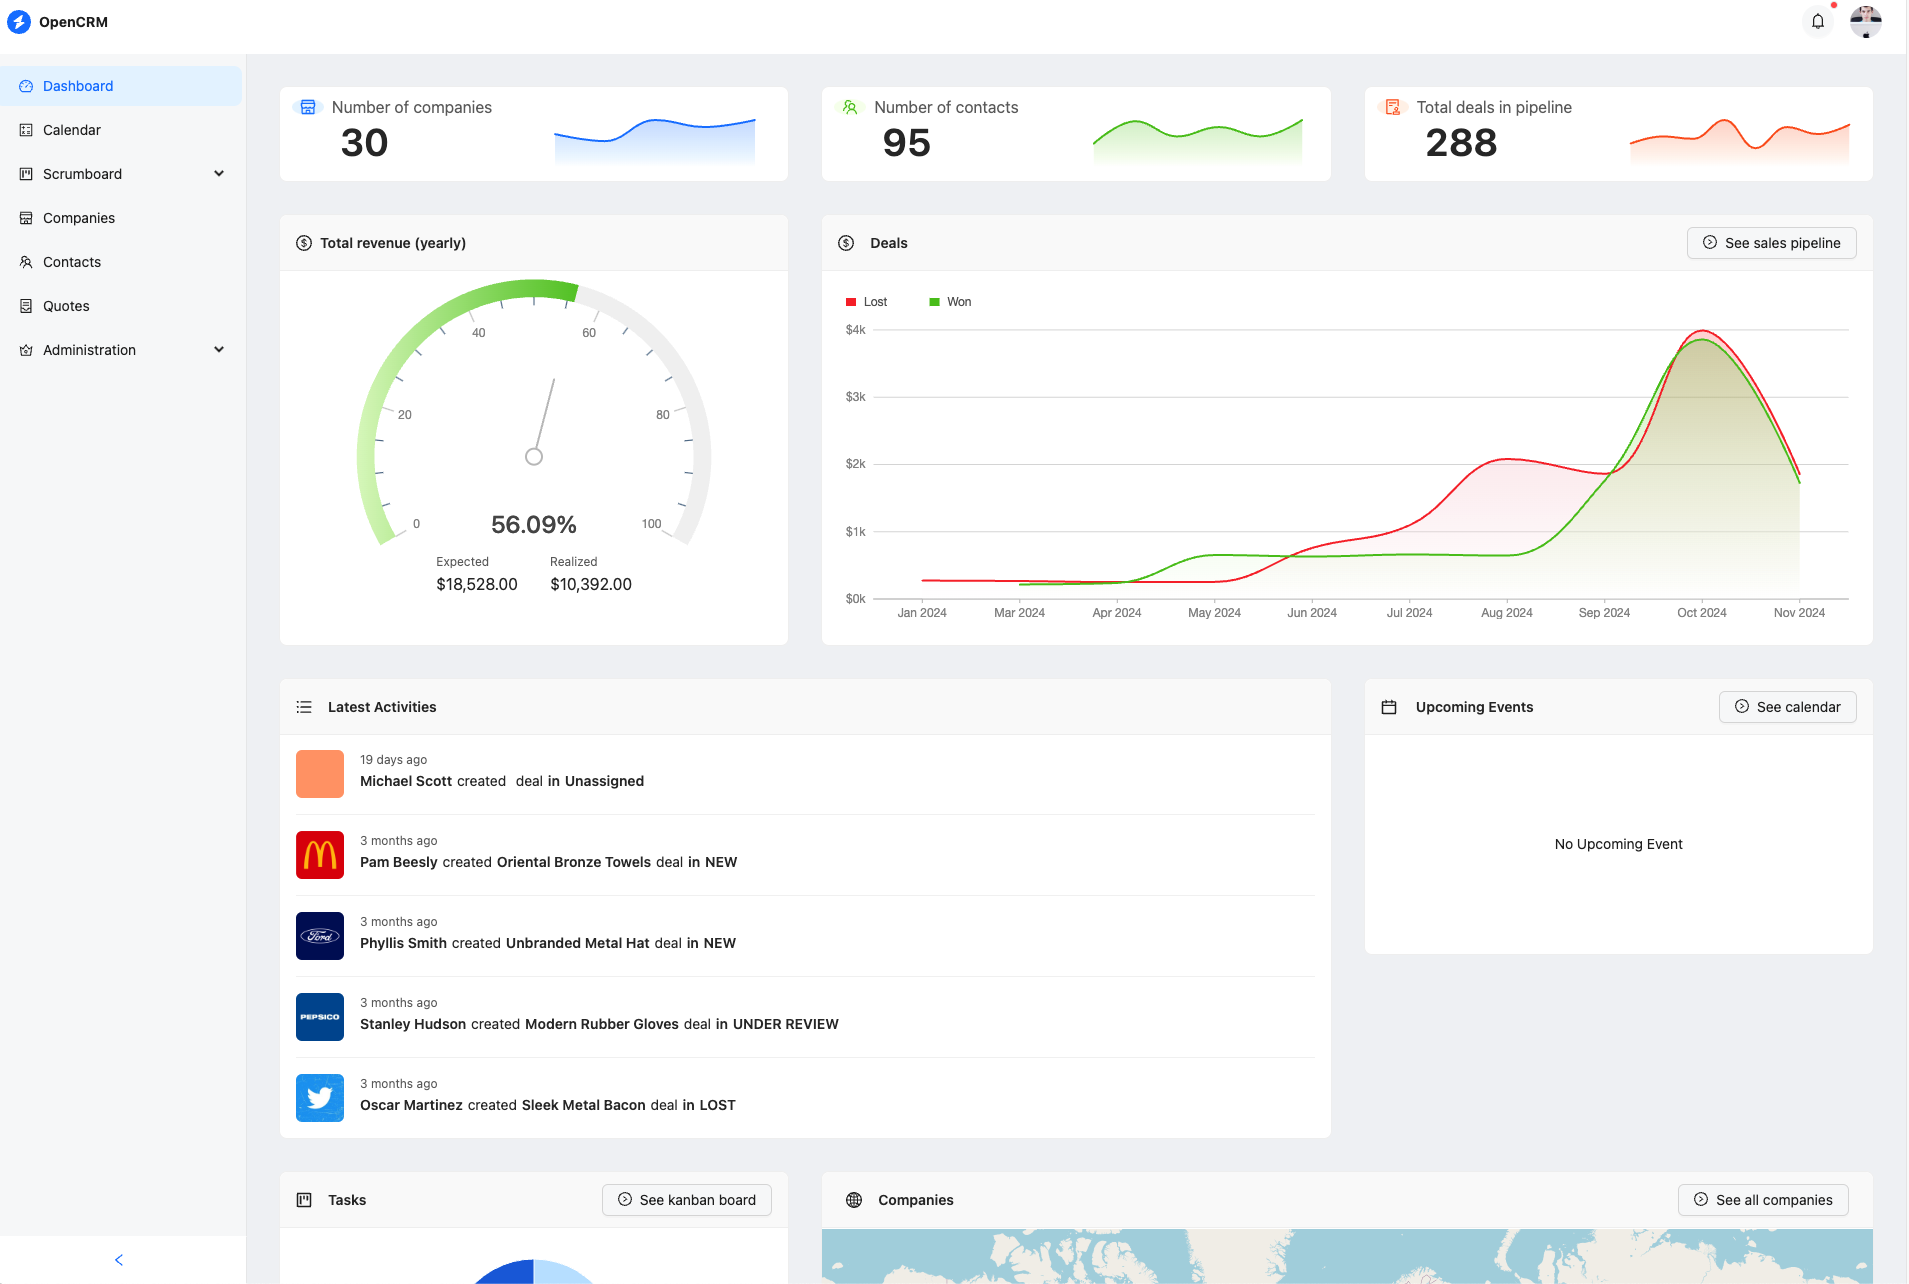 OpenCRM
Dashboard
Calendar
Scrumboard
Companies
Contacts
Quotes
Administration
Number of companies
30
Number of contacts
95
Total deals in pipeline
288
Total revenue (yearly)
0
20
40
60
80
100
56.09%
Expected
$18,528.00
Realized
$10,392.00
Deals
See sales pipeline
Lost
Won
$4k
$3k
$2k
$1k
$0k
Jan 2024
Mar 2024
Apr 2024
May 2024
Jun 2024
Jul 2024
Aug 2024
Sep 2024
Oct 2024
Nov 2024
Latest Activities
19 days ago
Michael Scott created deal in Unassigned
3 months ago
Pam Beesly created Oriental Bronze Towels deal in NEW
Ford
3 months ago
Phyllis Smith created Unbranded Metal Hat deal in NEW
PEPSICO
3 months ago
Stanley Hudson created Modern Rubber Gloves deal in UNDER REVIEW
3 months ago
Oscar Martinez created Sleek Metal Bacon deal in LOST
Upcoming Events
See calendar
No Upcoming Event
Tasks
See kanban board
Companies
See all companies